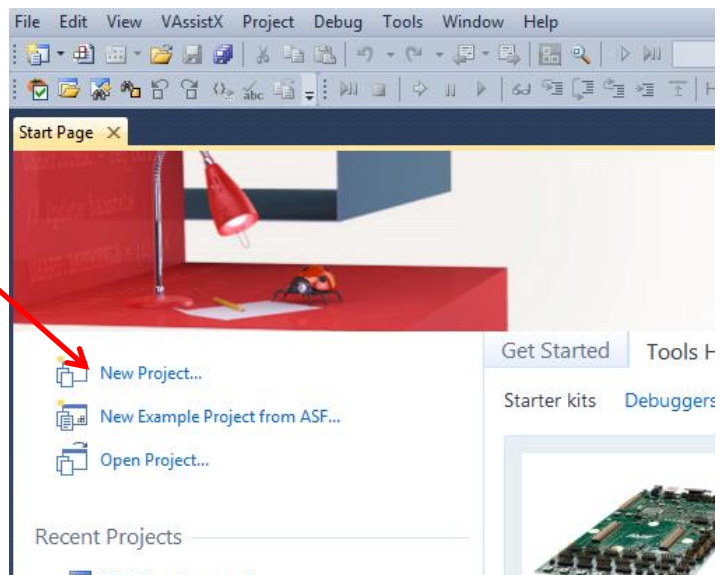 File Edit View VAssistX Project Debug Tools Window Help
Start Page
New Project...
New Example Project from ASF...
Open Project...
Recent Projects
Get Started Tools H
Starter kits Debuggers